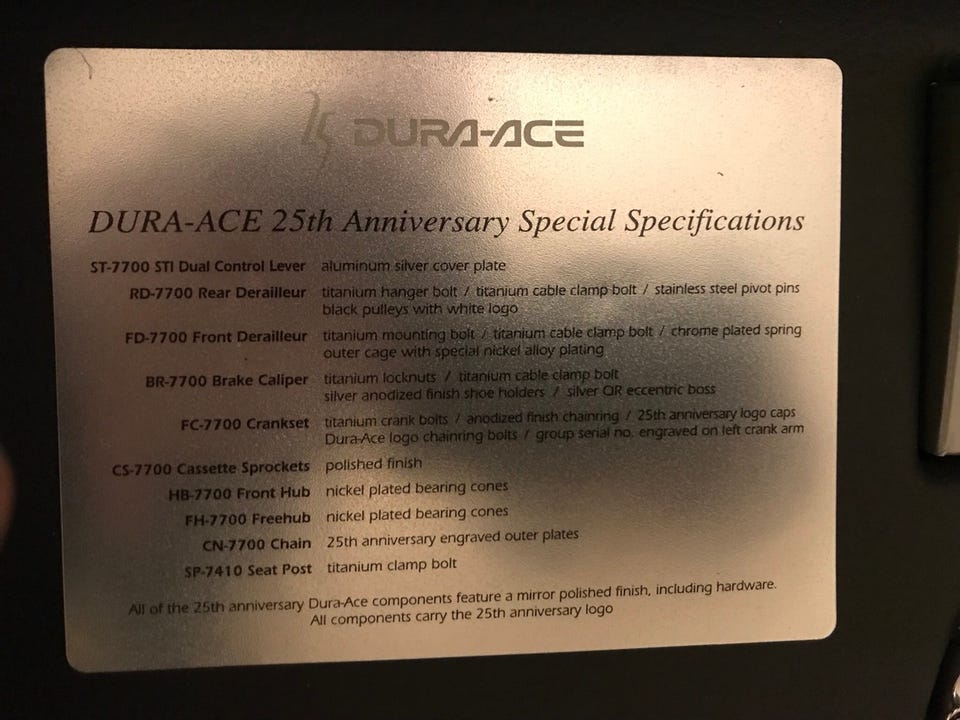 25 DURA-ACE
DURA-ACE 25th Anniversary Special Specifications
ST-7700 STI Dual Control Lever aluminum silver cover plate
RD-7700 Rear Derailleur titanium hanger bolt / titanium cable clamp bolt / stainless steel pivot pins
black pulleys with white logo
FD-7700 Front Derailleur titanium mounting bolt / titanium cable clamp bolt / chrome plated spring
outer cage with special nickel alloy plating
BR-7700 Brake Caliper titanium locknuts / titanium cable clamp bolt
silver anodized finish shoe holders / silver QR eccentric boss
FC-7700 Crankset titanium crank bolts / anodized finish chainring / 25th anniversary logo caps
Dura-Ace logo chainring bolts / group serial no. engraved on left crank arm
CS-7700 Cassette Sprockets polished finish
HB-7700 Front Hub nickel plated bearing cones
FH-7700 Freehub nickel plated bearing cones
CN-7700 Chain 25th anniversary engraved outer plates
SP-7410 Seat Post titanium clamp bolt
All of the 25th anniversary Dura-Ace components feature a mirror polished finish, including hardware.
All components carry the 25th anniversary logo